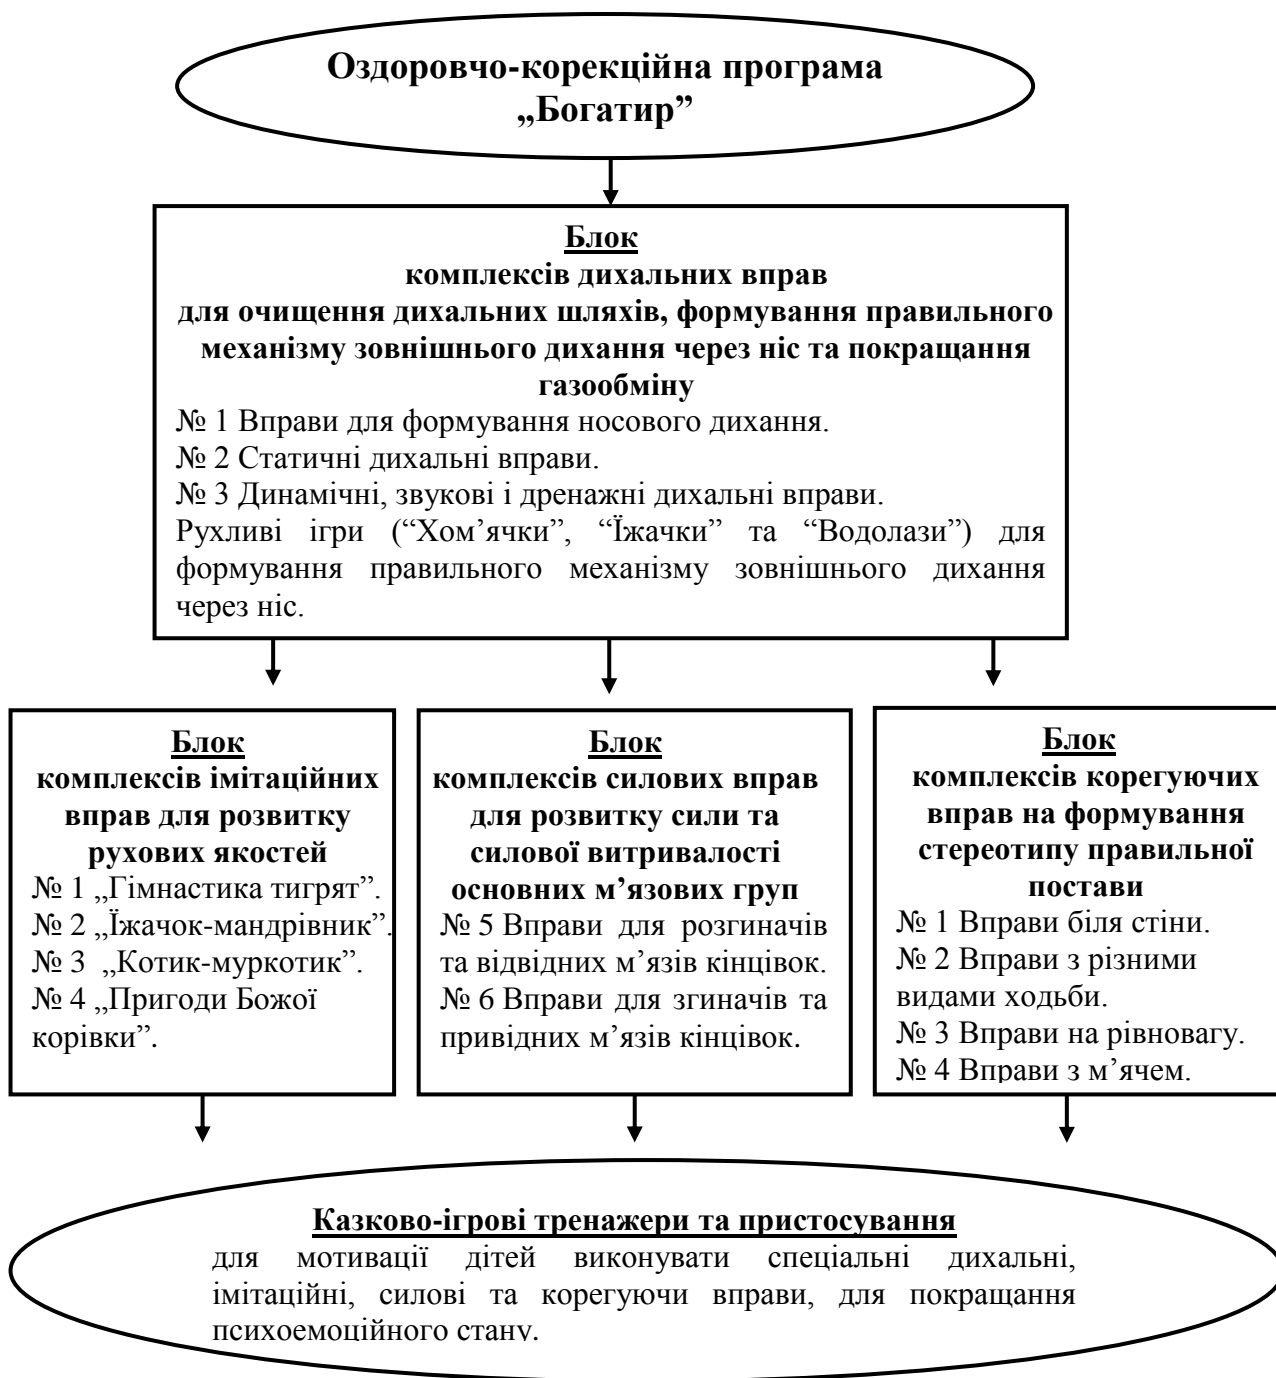 Оздоровчо-корекційна програма
„Богатир”
Блок
комплексів дихальних вправ
для очищення дихальних шляхів, формування правильного
механізму зовнішнього дихання через ніс та покращання
газообміну
№ 1 Вправи для формування носового дихання.
№ 2 Статичні дихальні вправи.
№ 3 Динамічні, звукові і дренажні дихальні вправи.
Рухливі ігри (“Хом’ячки”, “Їжачки” та “Водолази”) для
формування правильного механізму зовнішнього дихання
через ніс.
Блок
комплексів імітаційних
вправ для розвитку
рухових якостей
№ 1 „Гімнастика тигрят”.
№ 2 „Їжачок-мандрівник”.
№ 3 „Котик-муркотик”.
№ 4 „Пригоди Божої
корівки”.
Блок
комплексів силових вправ
для розвитку сили та
силової витривалості
основних м’язових груп
№ 5 Вправи для розгиначів
та відвідних м’язів кінцівок.
№ 6 Вправи для згиначів та
привідних м’язів кінцівок.
Блок
комплексів корегуючих
вправ на формування
стереотипу правильної
постави
№ 1 Вправи біля стіни.
№ 2 Вправи з різними
видами ходьби.
№ 3 Вправи на рівновагу.
№ 4 Вправи з м’ячем.
Казково-ігрові тренажери та пристосування
для мотивації дітей виконувати спеціальні дихальні,
імітаційні, силові та корегуючи вправи, для покращання
психоемоційного стану.